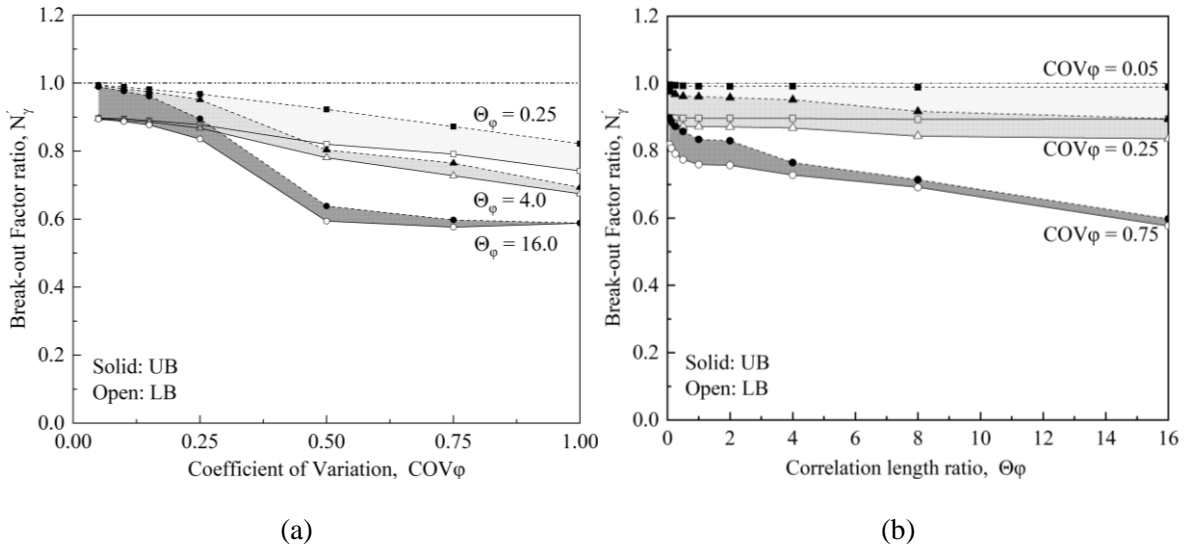 1.2
1.0
0.8
0.6
0.4
0.2
0.0
Break-out Factor ratio, N′γ
Θφ = 0.25
Θφ = 4.0
Θφ = 16.0
Solid: UB
Open: LB
0.00 0.25 0.50 0.75 1.00
Coefficient of Variation, COVφ
(a)
1.2
1.0
0.8
0.6
0.4
0.2
0.0
Break-out Factor ratio, N′γ
COVφ = 0.05
COVφ = 0.25
COVφ = 0.75
Solid: UB
Open: LB
0 2 4 6 8 10 12 14 16
Correlation length ratio, Θφ
(b)